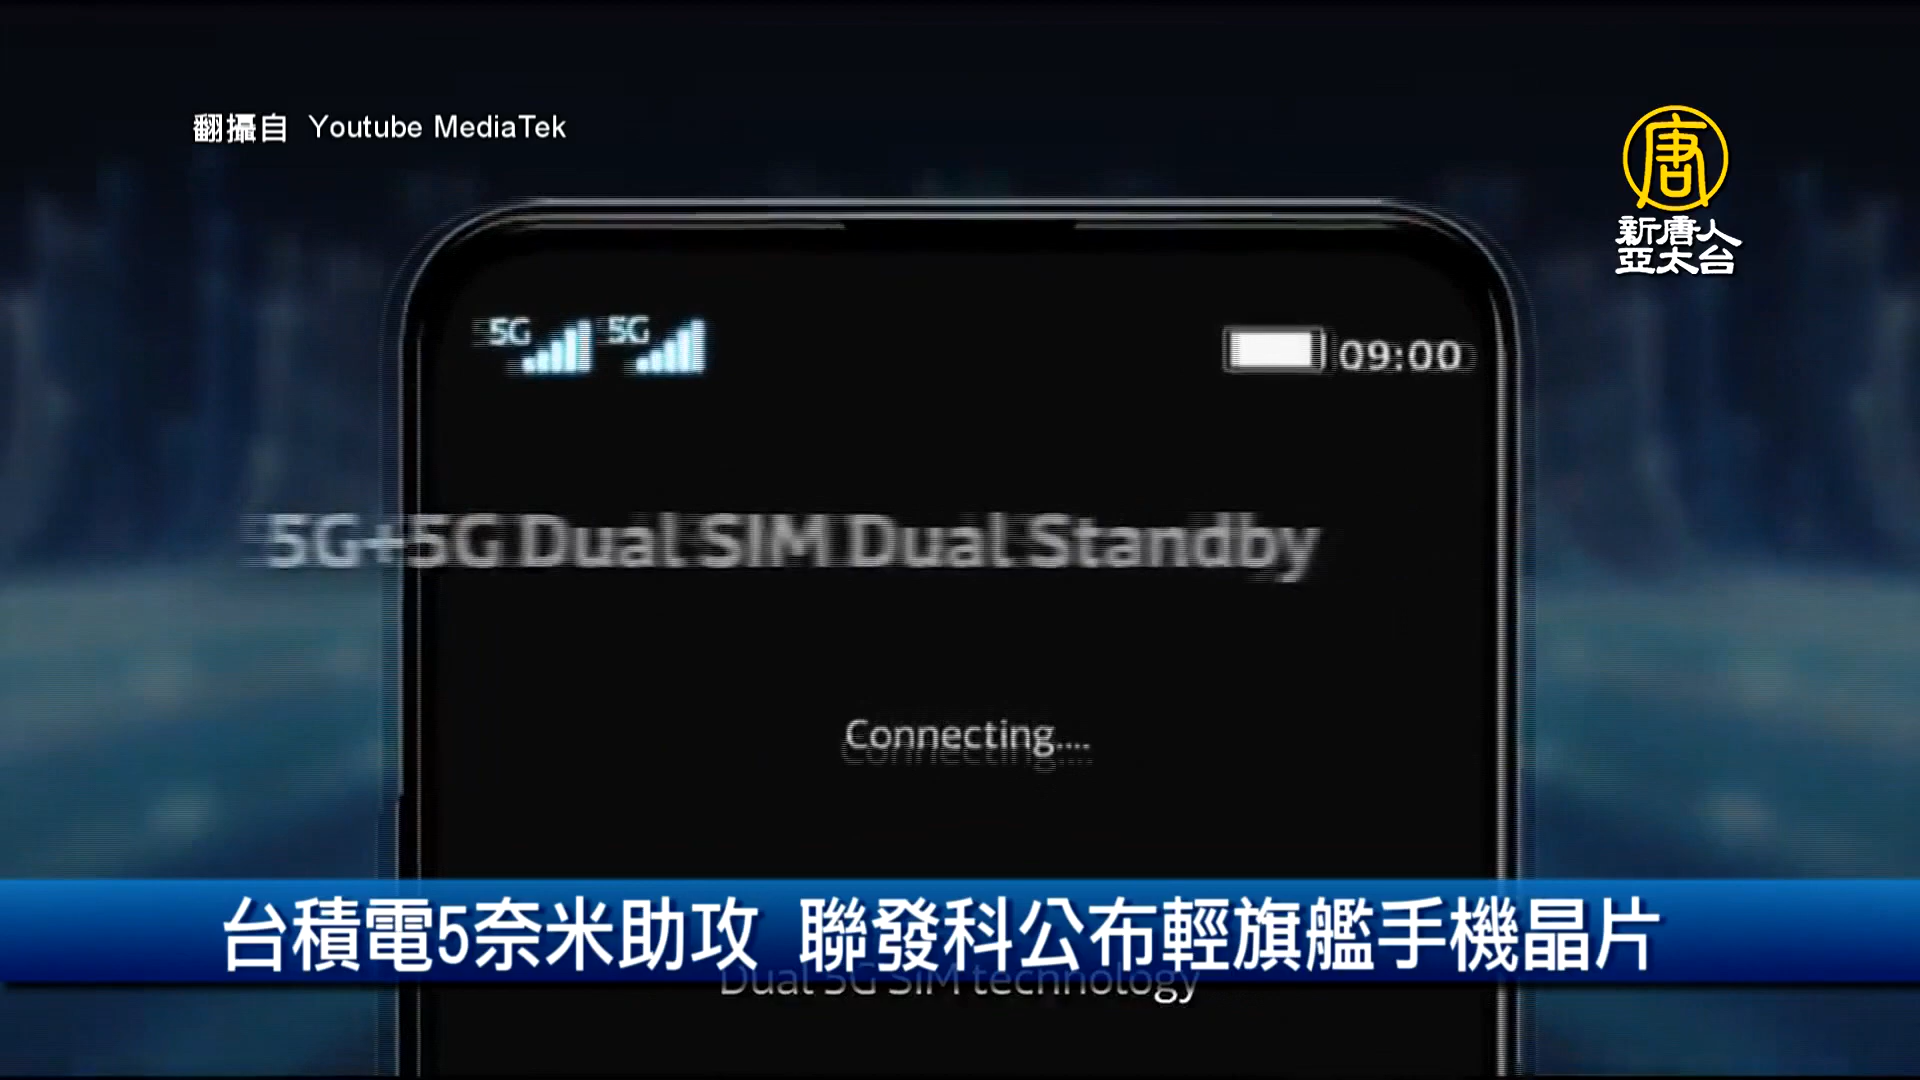 翻攝自 Youtube MediaTek
唐
新唐人
亞太台
5G 5G 09:00
5G+5G Dual SIM Dual Standby
Connecting....
台積電5奈米助攻 聯發科公布輕旗艦手機晶片
Dual 5G SIM technology